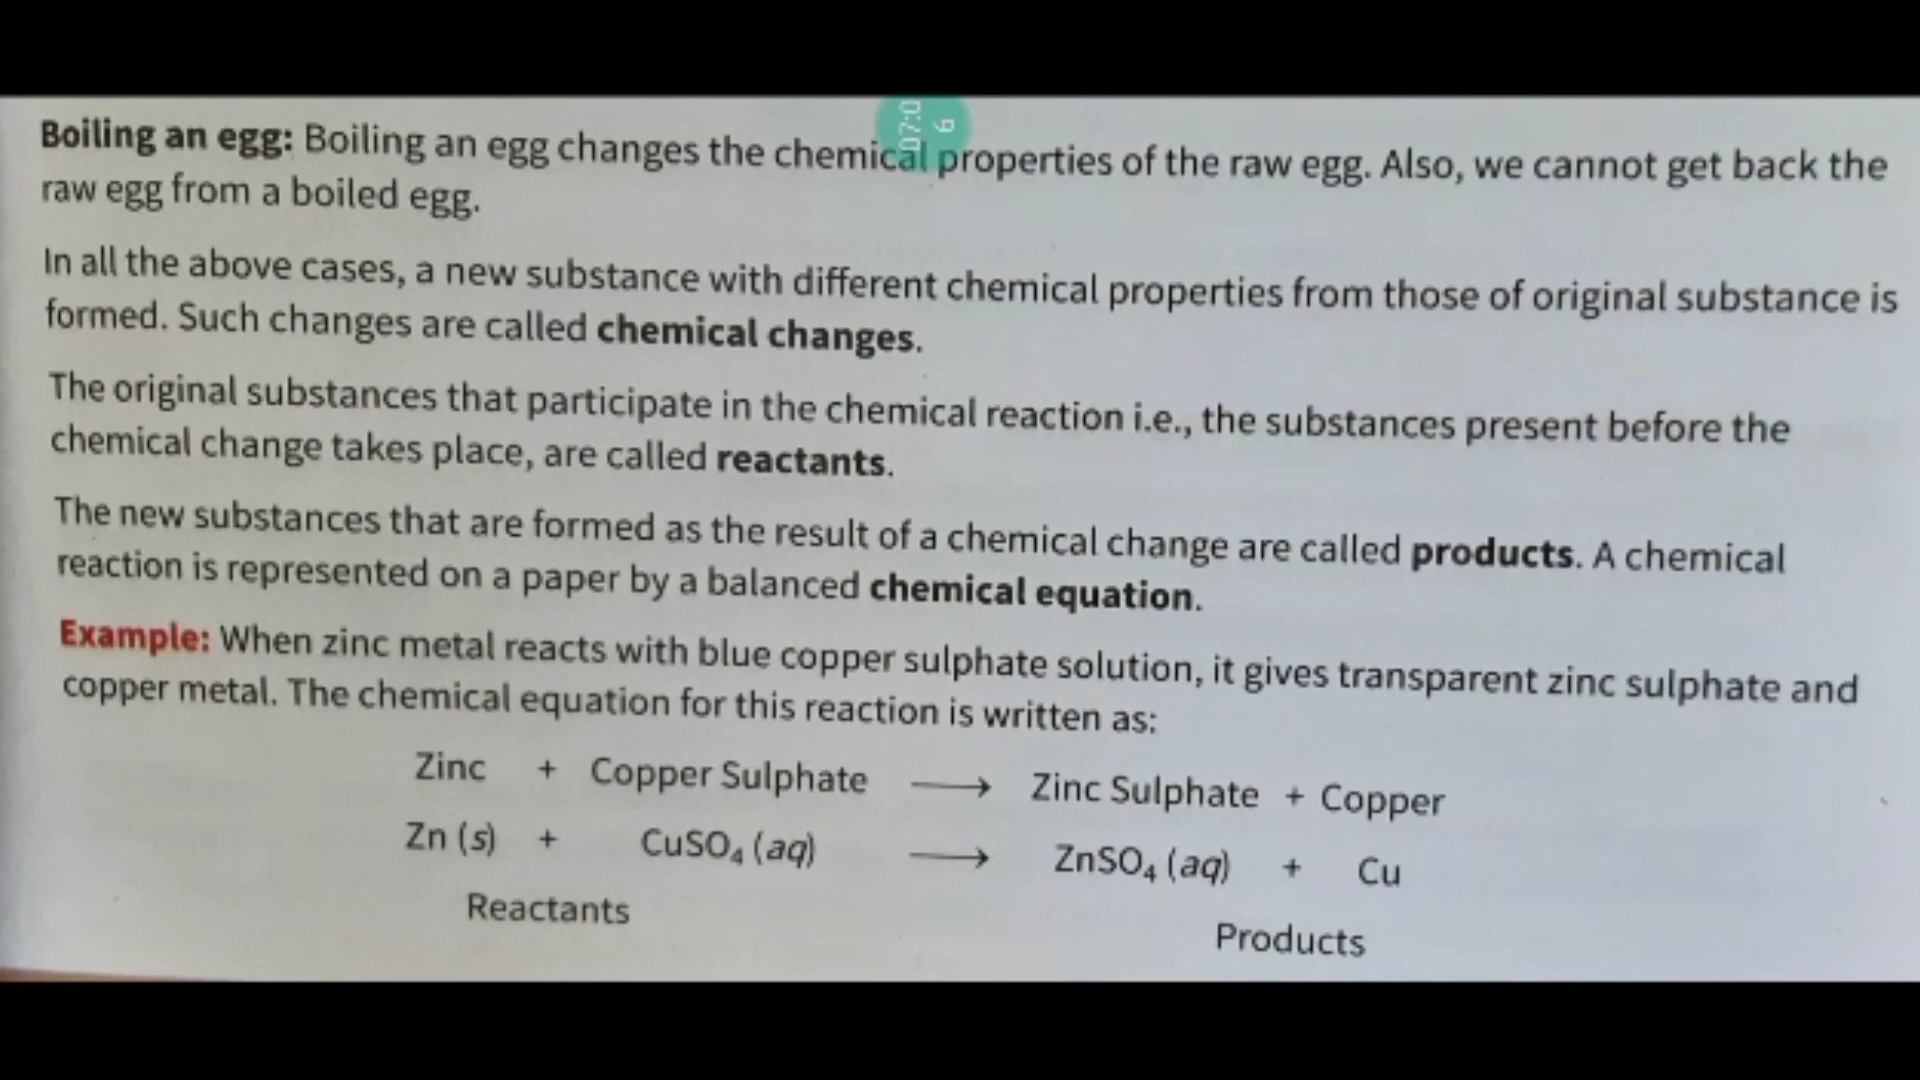 Boiling an egg: Boiling an egg changes the chemical properties of the raw egg. Also, we cannot get back the
raw egg from a boiled egg.
In all the above cases, a new substance with different chemical properties from those of original substance is
formed. Such changes are called chemical changes.
The original substances that participate in the chemical reaction i.e., the substances present before the
chemical change takes place, are called reactants.
The new substances that are formed as the result of a chemical change are called products. A chemical
reaction is represented on a paper by a balanced chemical equation.
Example: When zinc metal reacts with blue copper sulphate solution, it gives transparent zinc sulphate and
copper metal. The chemical equation for this reaction is written as:
Zinc + Copper Sulphate ⟶ Zinc Sulphate + Copper
Zn (s) + CuSO₄ (aq) ⟶ ZnSO₄ (aq) + Cu
Reactants
Products
07:0
6